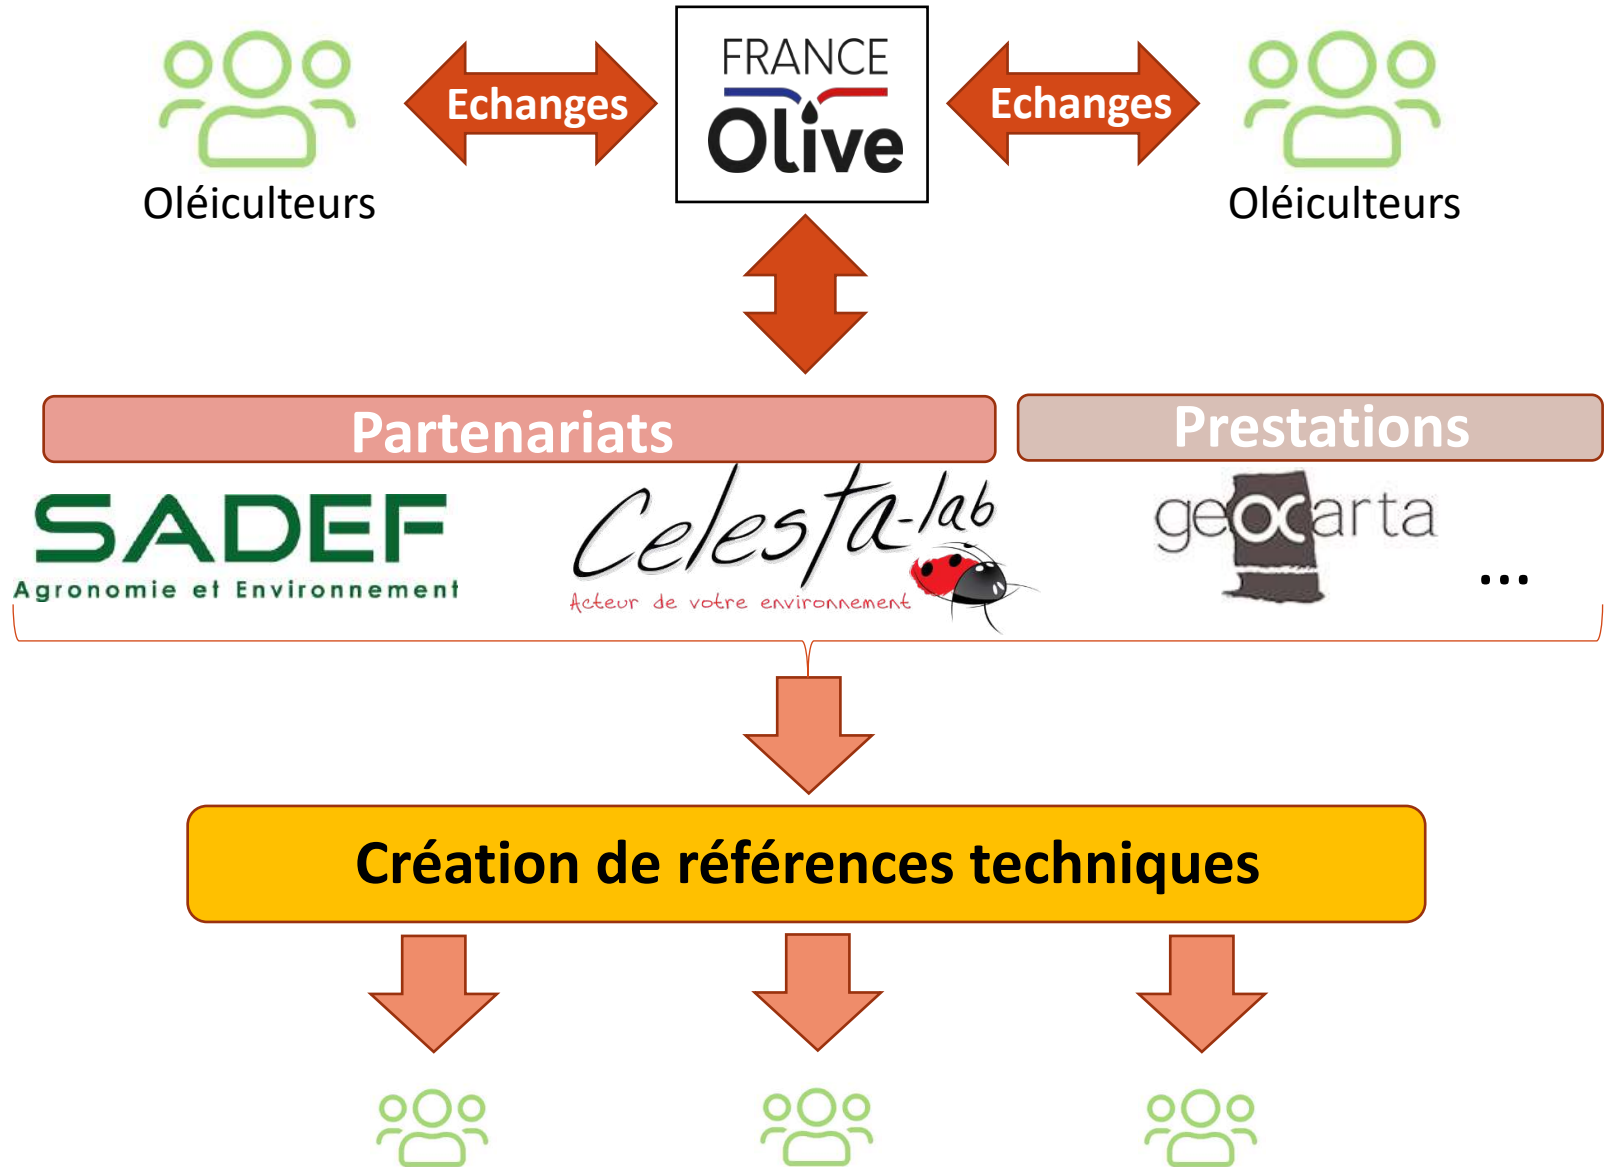 FRANCE
Olive
Echanges
Echanges
Oléiculteurs
Oléiculteurs
Partenariats
Prestations
SADEF
Agronomie et Environnement
Celesta-lab
Acteur de votre environnement
geocarta
...
Création de références techniques